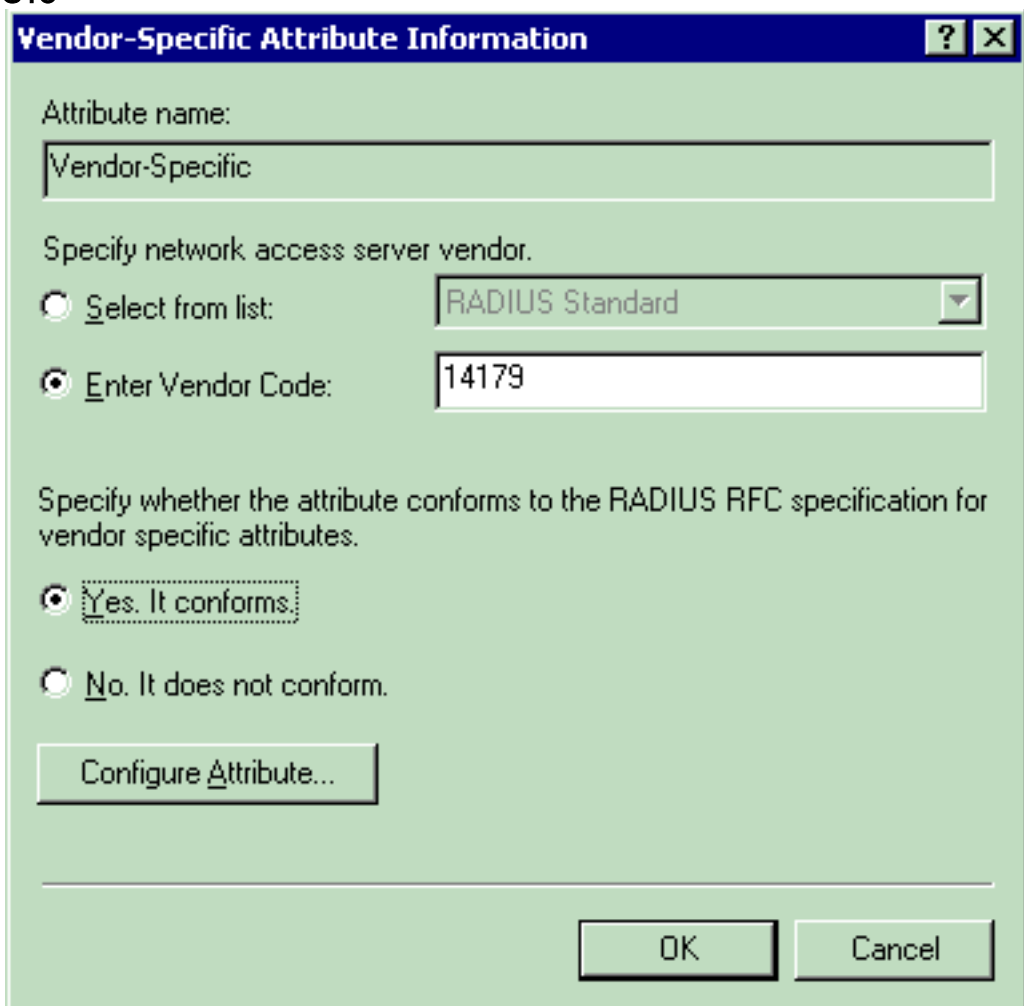 Vendor-Specific Attribute Information
Attribute name:
Vendor-Specific
Specify network access server vendor.
Select from list: RADIUS Standard
Enter Vendor Code: 14179
Specify whether the attribute conforms to the RADIUS RFC specification for
vendor specific attributes.
Yes. It conforms.
No. It does not conform.
Configure Attribute...
OK Cancel